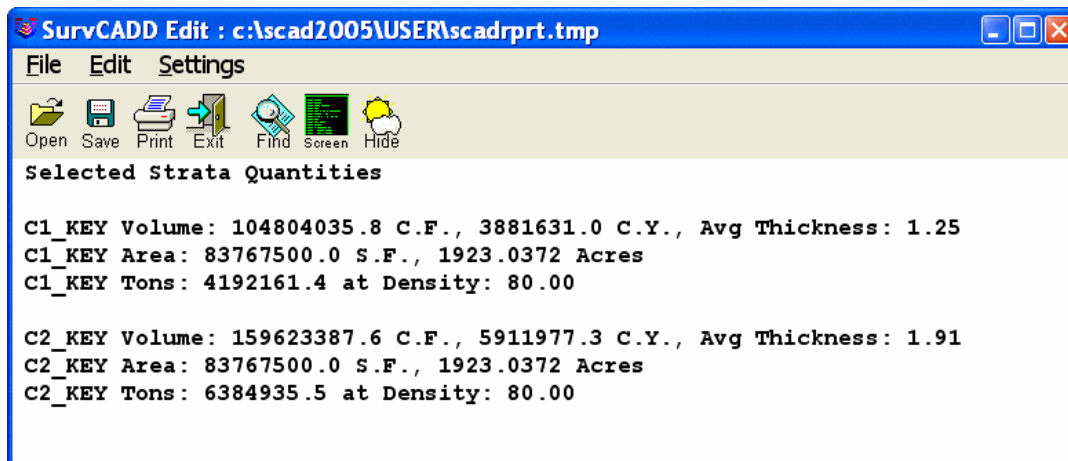 SurvCADD Edit : c:\scad2005\USER\scadrprt.tmp
File Edit Settings
Open Save Print Exit Find Screen Hide
Selected Strata Quantities
C1_KEY Volume: 104804035.8 C.F., 3881631.0 C.Y., Avg Thickness: 1.25
C1_KEY Area: 83767500.0 S.F., 1923.0372 Acres
C1_KEY Tons: 4192161.4 at Density: 80.00
C2_KEY Volume: 159623387.6 C.F., 5911977.3 C.Y., Avg Thickness: 1.91
C2_KEY Area: 83767500.0 S.F., 1923.0372 Acres
C2_KEY Tons: 6384935.5 at Density: 80.00